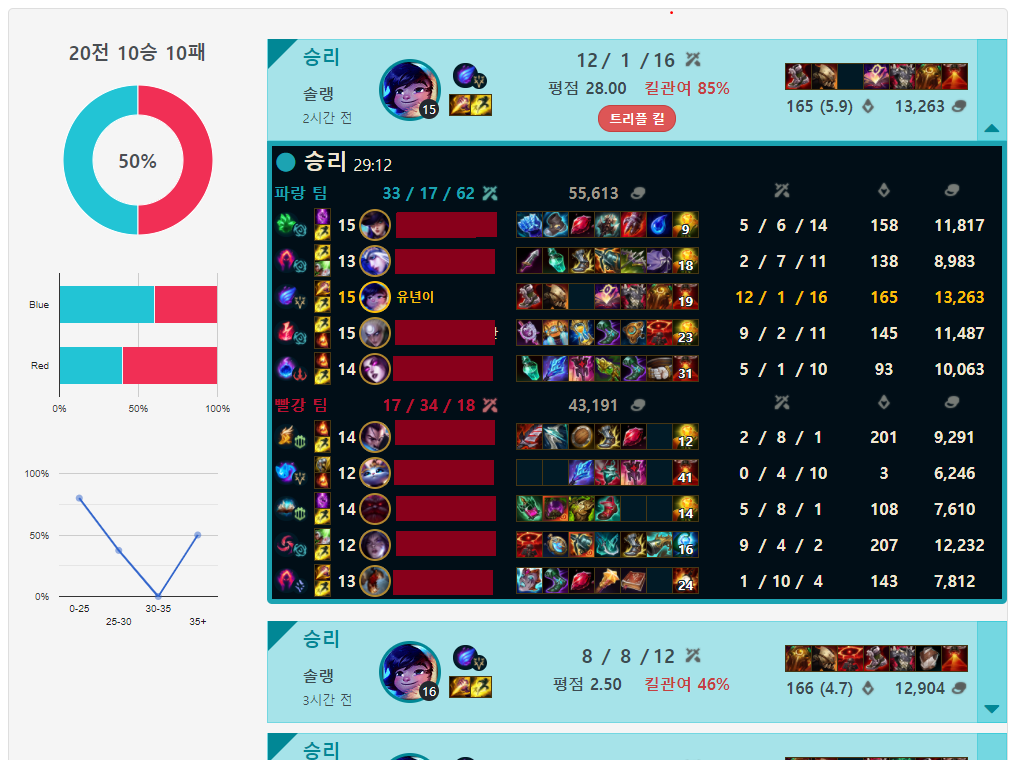 20전 10승 10패
50%
Blue
Red
0% 50% 100%
100%
50%
0%
0-25 25-30 30-35 35+
승리
솔랭
2시간 전
15
12 / 1 / 16
평점 28.00 킬관여 85%
트리플 킬
165 (5.9) 13,263
승리 29:12
파랑 팀 33 / 17 / 62 55,613
15 9 5 / 6 / 14 158 11,817
13 18 2 / 7 / 11 138 8,983
15 유년이 19 12 / 1 / 16 165 13,263
15 23 9 / 2 / 11 145 11,487
14 31 5 / 1 / 10 93 10,063
빨강 팀 17 / 34 / 18 43,191
14 12 2 / 8 / 1 201 9,291
12 41 0 / 4 / 10 3 6,246
13 14 5 / 8 / 1 108 7,610
12 16 9 / 4 / 2 207 12,232
13 24 1 / 10 / 4 143 7,812
승리
솔랭
3시간 전
16
8 / 8 / 12
평점 2.50 킬관여 46%
166 (4.7) 12,904
승리